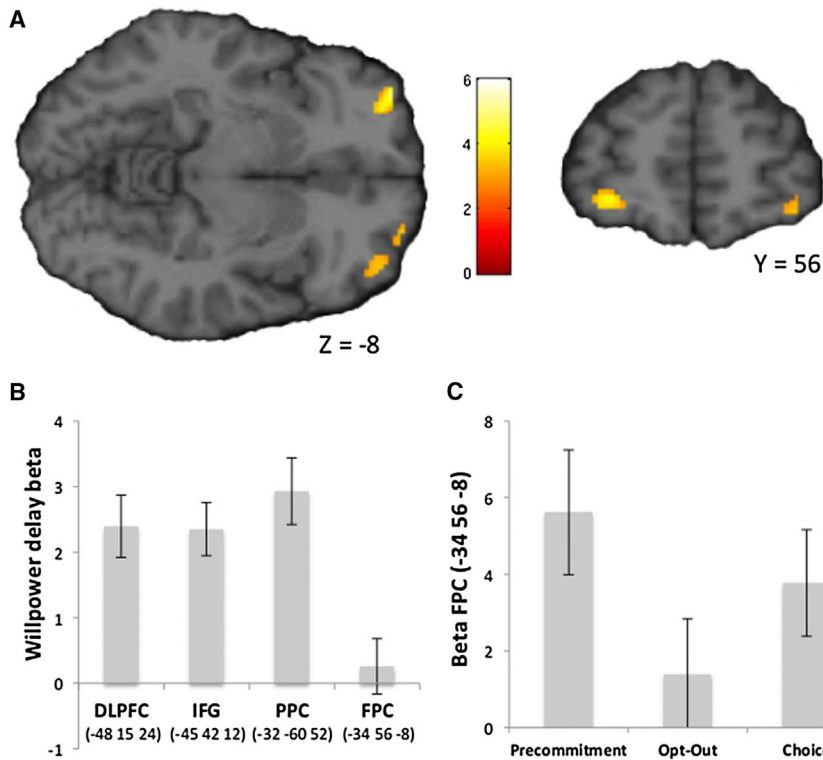 A
6
4
2
0
Z = -8
Y = 56
B
Willpower delay beta
4
3
2
1
0
-1
DLPFC IFG PPC FPC
(-48 15 24) (-45 42 12) (-32 -60 52) (-34 56 -8)
C
Beta FPC (-34 56 -8)
8
6
4
2
0
Precommitment Opt-Out Choic